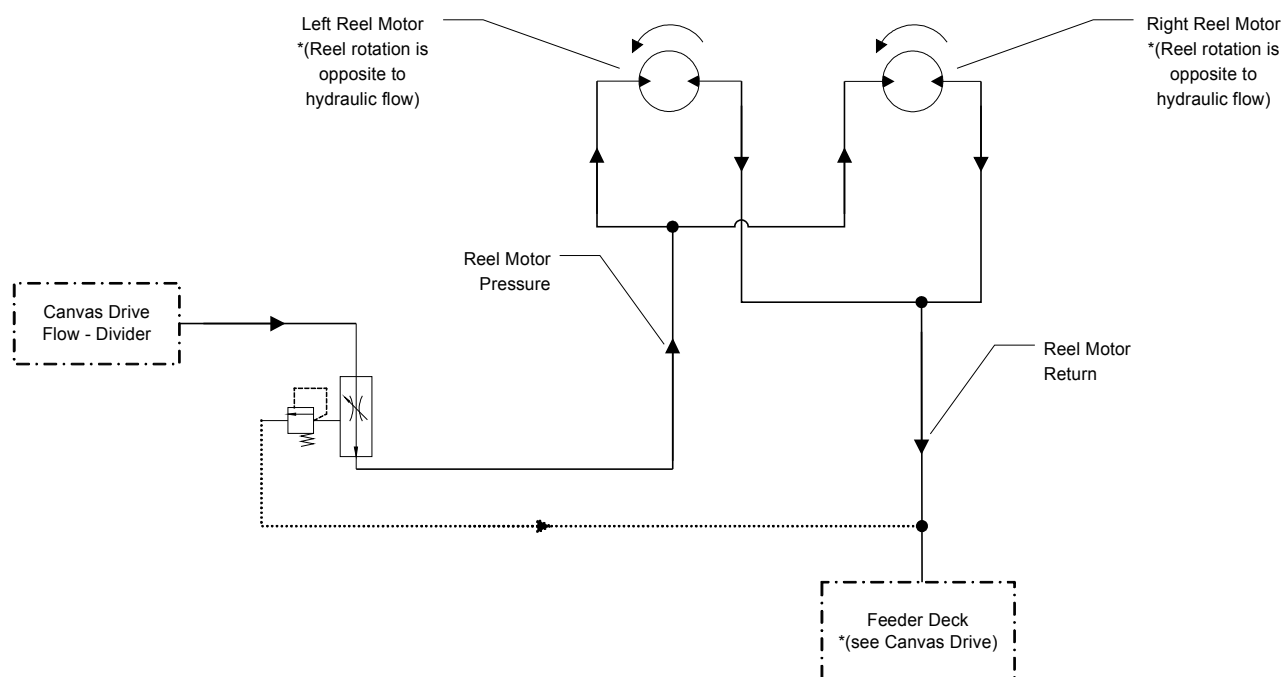 Left Reel Motor
*(Reel rotation is
opposite to
hydraulic flow)
Right Reel Motor
*(Reel rotation is
opposite to
hydraulic flow)
Reel Motor
Pressure
Canvas Drive
Flow - Divider
Reel Motor
Return
Feeder Deck
*(see Canvas Drive)